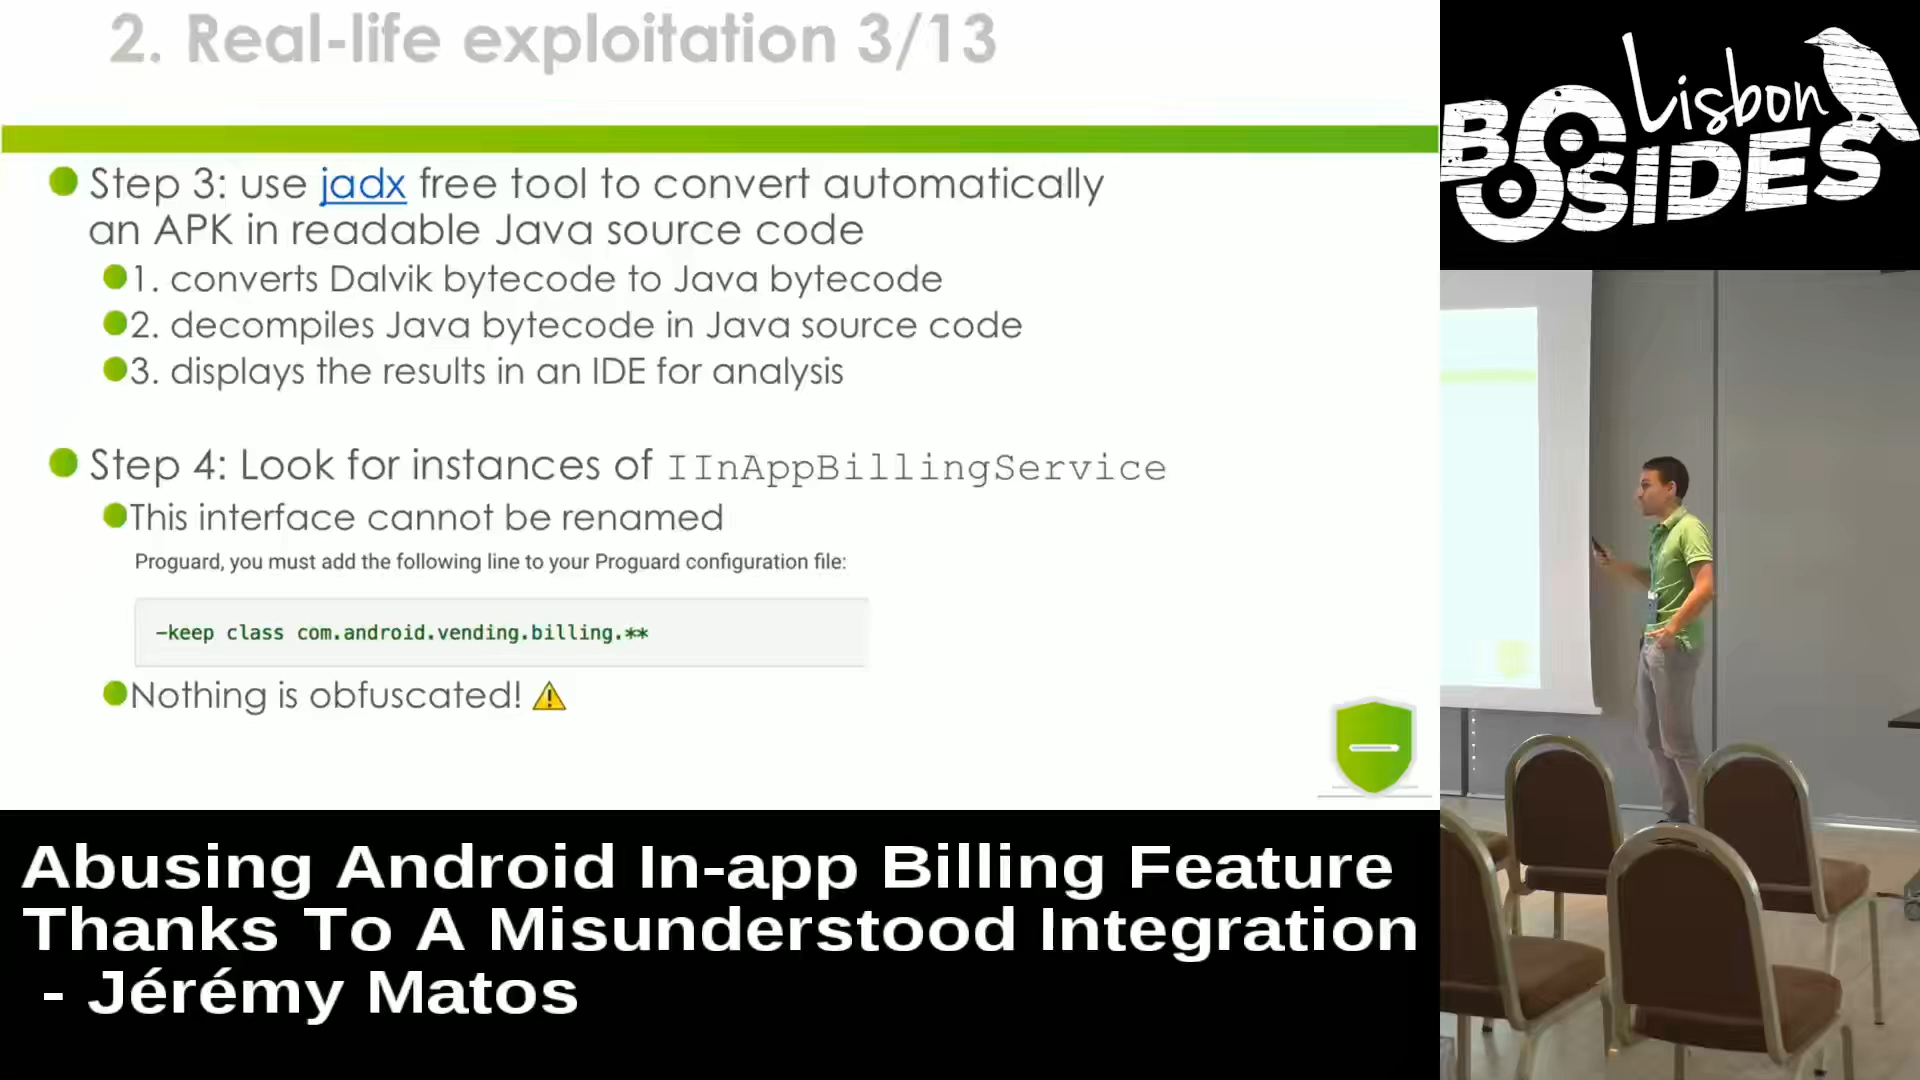 2. Real-life exploitation 3/13
Step 3: use jadx free tool to convert automatically
an APK in readable Java source code
1. converts Dalvik bytecode to Java bytecode
2. decompiles Java bytecode in Java source code
3. displays the results in an IDE for analysis
Step 4: Look for instances of IInAppBillingService
This interface cannot be renamed
Proguard, you must add the following line to your Proguard configuration file:
-keep class com.android.vending.billing.**
Nothing is obfuscated!
Lisbon
BSIDES
Abusing Android In-app Billing Feature
Thanks To A Misunderstood Integration
- Jérémy Matos